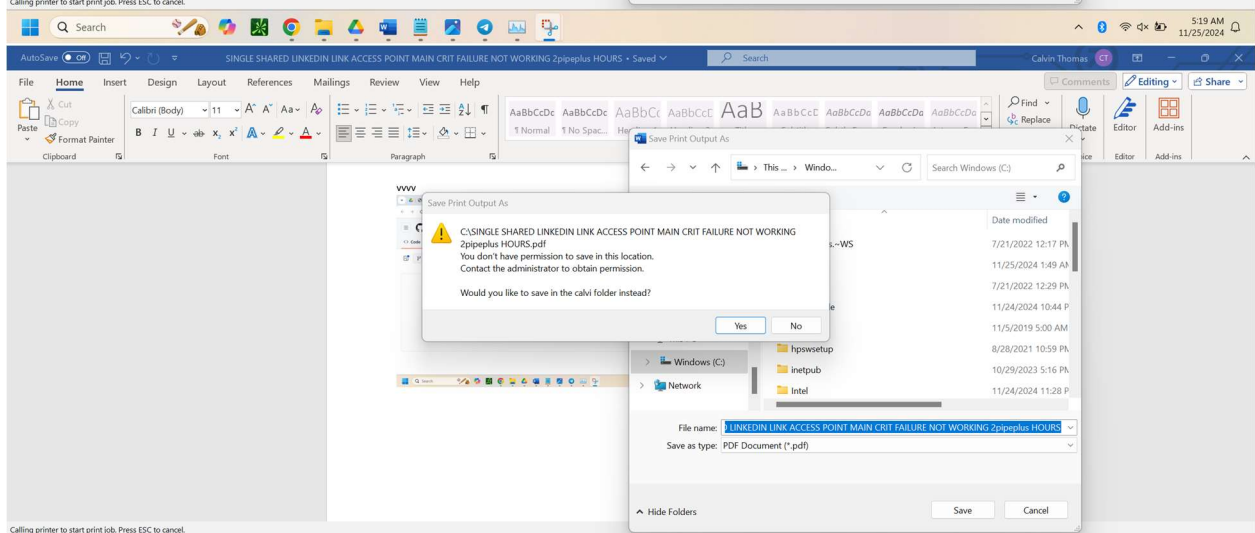 Calling printer to start print job. Press ESC to cancel.
Search
5:19 AM
11/25/2024
AutoSave Off
SINGLE SHARED LINKEDIN LINK ACCESS POINT MAIN CRIT FAILURE NOT WORKING 2pipeplus HOURS • Saved
Search
Calvin Thomas CT
File Home Insert Design Layout References Mailings Review View Help
Comments Editing Share
Paste
Cut
Copy
Format Painter
Clipboard
Calibri (Body) 11
Font
Paragraph
AaBbCcDc AaBbCcDc AaBbCc AaBbCcC AaB AaBbCcD AaBbCcDa AaBbCcDa AaBbCcDa
¶ Normal ¶ No Spac...
Find
Replace
Dictate
Editor
Add-ins
Editor
Add-ins
vvvv
Save Print Output As
This ... › Windo...
Search Windows (C:)
Date modified
s.~WS 7/21/2022 12:17 PM
11/25/2024 1:49 AM
7/21/2022 12:29 PM
11/24/2024 10:44 P
11/5/2019 5:00 AM
hpswsetup 8/28/2021 10:59 PM
inetpub 10/29/2023 5:16 PM
Intel 11/24/2024 11:28 P
Windows (C:)
Network
Save Print Output As
C:\SINGLE SHARED LINKEDIN LINK ACCESS POINT MAIN CRIT FAILURE NOT WORKING
2pipeplus HOURS.pdf
You don't have permission to save in this location.
Contact the administrator to obtain permission.
Would you like to save in the calvi folder instead?
Yes No
File name: LINKEDIN LINK ACCESS POINT MAIN CRIT FAILURE NOT WORKING 2pipeplus HOURS
Save as type: PDF Document (*.pdf)
Hide Folders
Save Cancel
Calling printer to start print job. Press ESC to cancel.